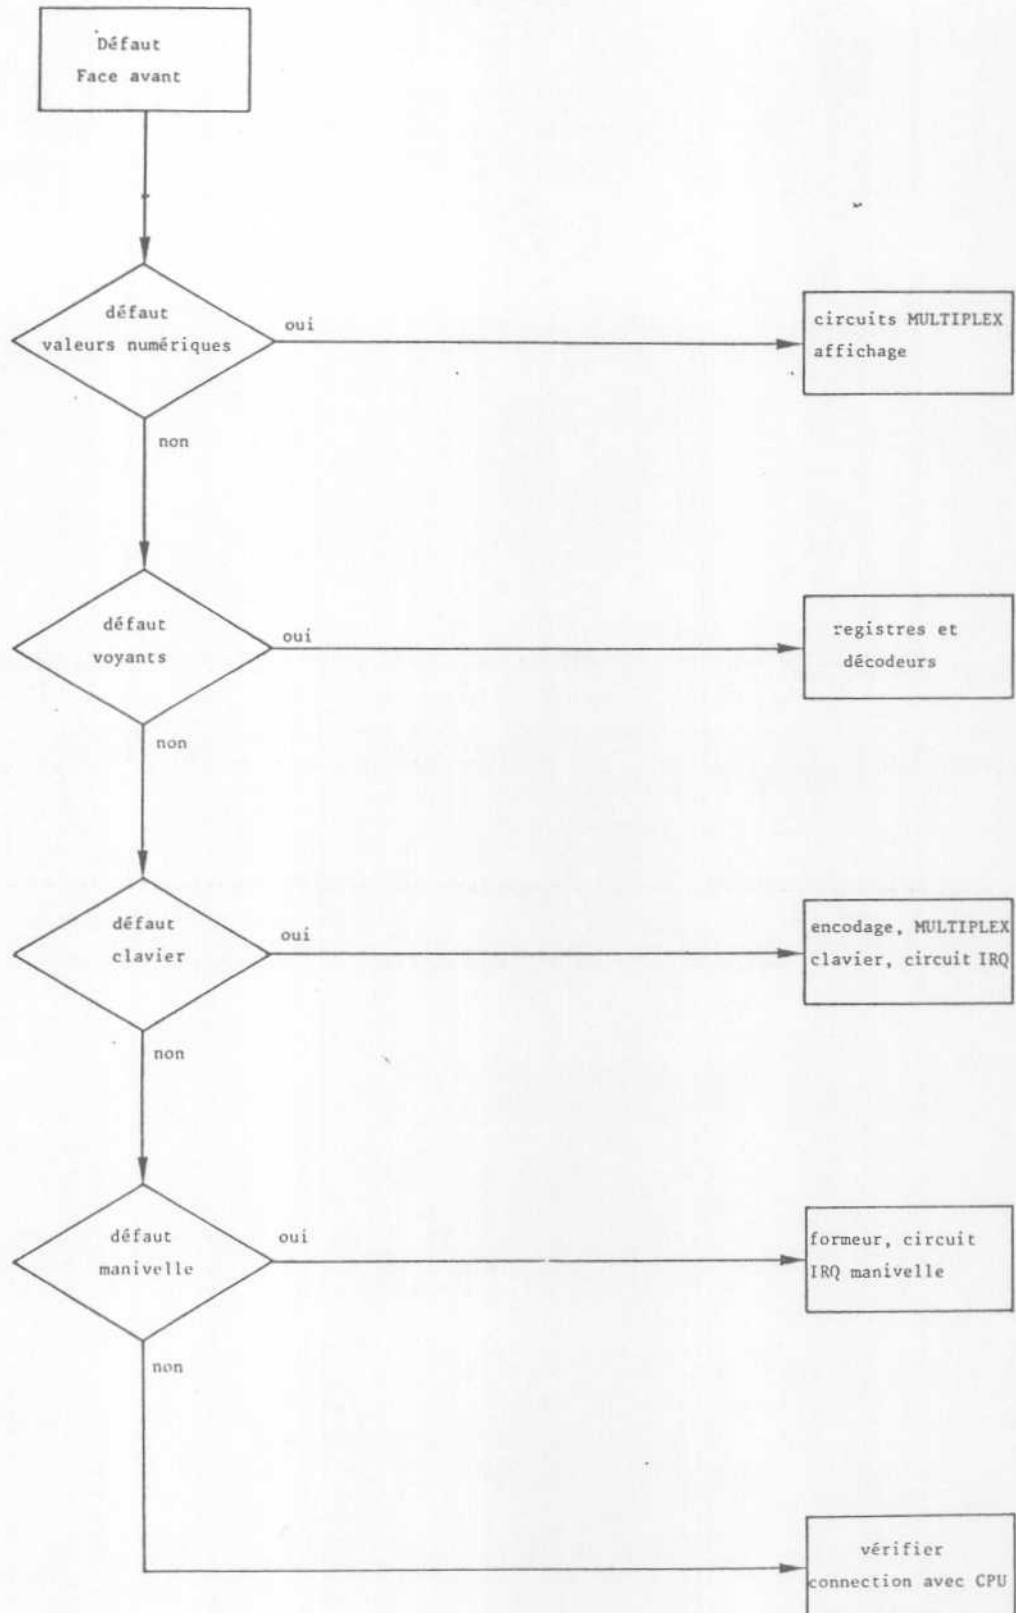 Défaut
Face avant
défaut
valeurs numériques
oui
circuits MULTIPLEX
affichage
non
défaut
voyants
oui
registres et
décodeurs
non
défaut
clavier
oui
encodage, MULTIPLEX
clavier, circuit IRQ
non
défaut
manivelle
oui
formeur, circuit
IRQ manivelle
non
vérifier
connection avec CPU